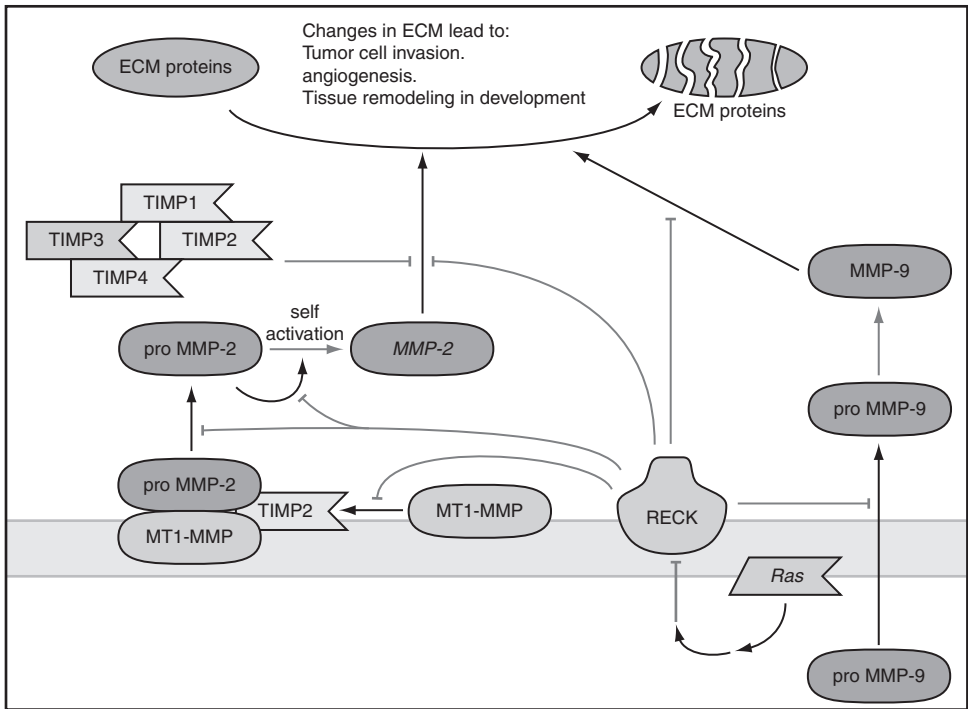 Changes in ECM lead to:
Tumor cell invasion.
angiogenesis.
Tissue remodeling in development
ECM proteins
ECM proteins
TIMP1
TIMP3
TIMP2
TIMP4
MMP-9
self
activation
pro MMP-2
MMP-2
pro MMP-9
pro MMP-2
TIMP2
MT1-MMP
RECK
MT1-MMP
Ras
pro MMP-9